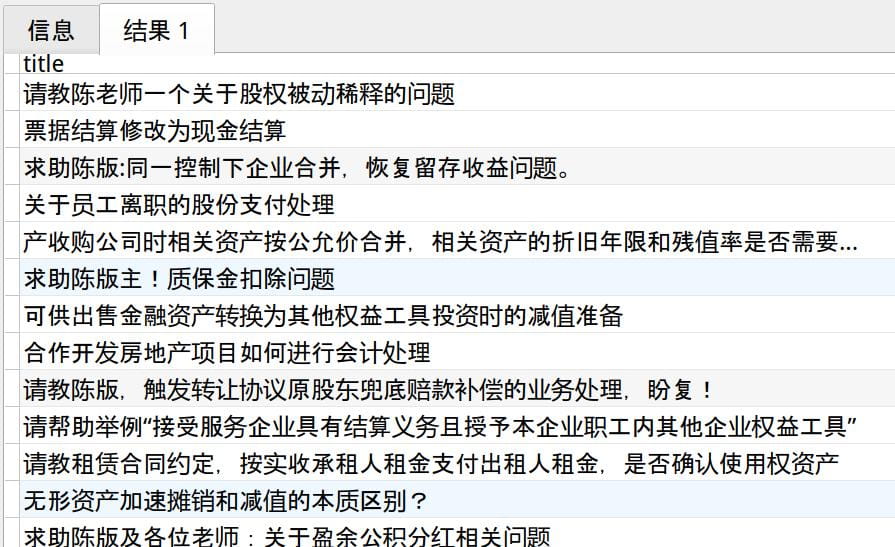 信息 结果 1
title
请教陈老师一个关于股权被动稀释的问题
票据结算修改为现金结算
求助陈版:同一控制下企业合并，恢复留存收益问题。
关于员工离职的股份支付处理
产收购公司时相关资产按公允价合并，相关资产的折旧年限和残值率是否需要...
求助陈版主！质保金扣除问题
可供出售金融资产转换为其他权益工具投资时的减值准备
合作开发房地产项目如何进行会计处理
请教陈版，触发转让协议原股东兜底赔款补偿的业务处理，盼复！
请帮助举例“接受服务企业具有结算义务且授予本企业职工内其他企业权益工具”
请教租赁合同约定，按实收承租人租金支付出租人租金，是否确认使用权资产
无形资产加速摊销和减值的本质区别？
求助陈版及各位老师：关于盈余公积分红相关问题